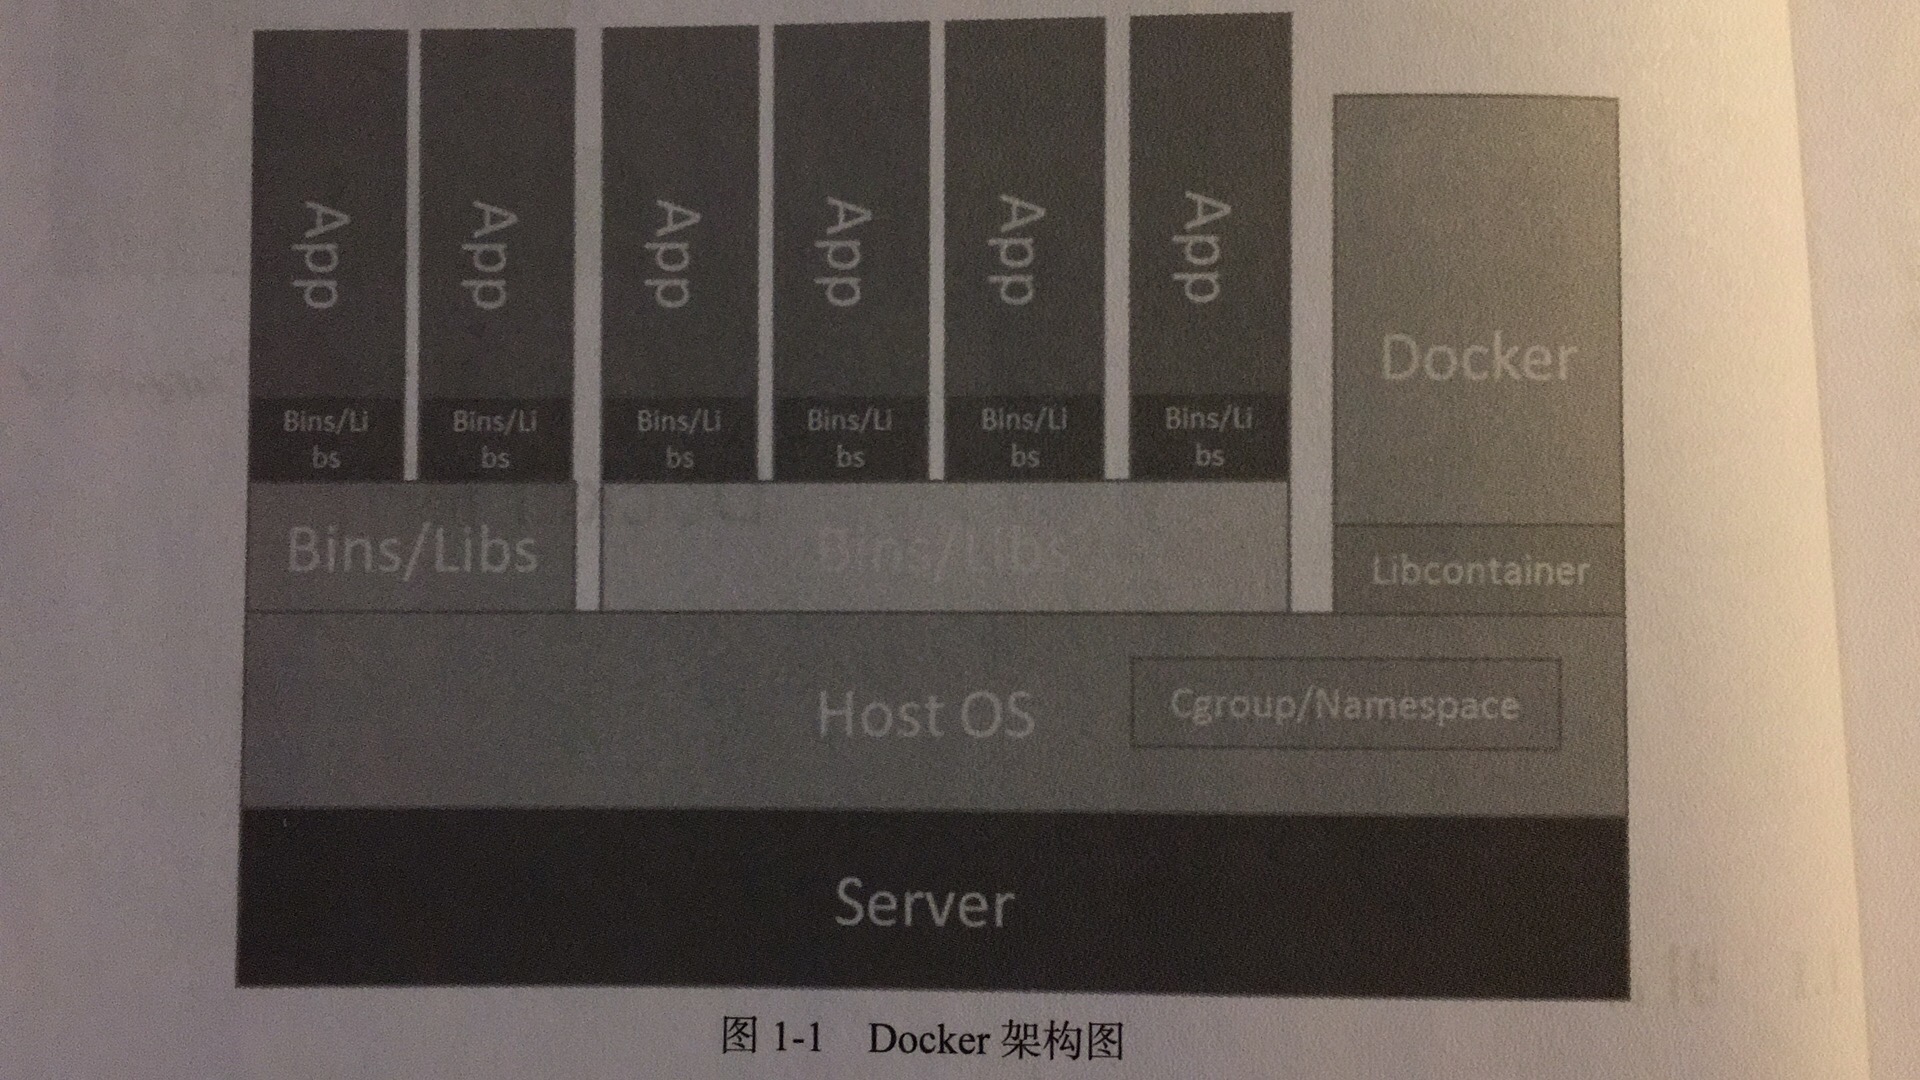 App
App
App
App
App
App
Docker
Bins/Li
bs
Bins/Li
bs
Bins/Li
bs
Bins/Li
bs
Bins/Li
bs
Bins/Li
bs
Bins/Libs
Bins/Libs
Libcontainer
Host OS
Cgroup/Namespace
Server
图 1-1 Docker 架构图